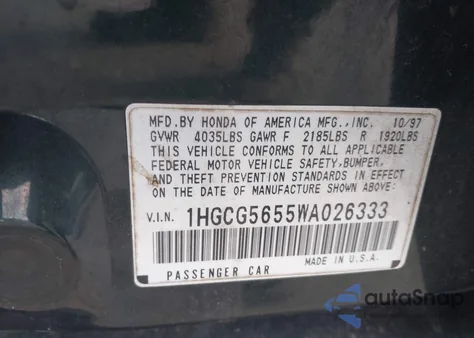 MFD.BY HONDA OF AMERICA MFG.,INC. 10/97
GVWR 4035LBS GAWR F 2185LBS R 1920LBS
THIS VEHICLE CONFORMS TO ALL APPLICABLE
FEDERAL MOTOR VEHICLE SAFETY,BUMPER,
AND THEFT PREVENTION STANDARDS IN EFFECT
ON THE DATE OF MANUFACTURE SHOWN ABOVE:
V.I.N. 1HGCG5655WA026333
MADE IN U.S.A.
PASSENGER CAR
autoSnap